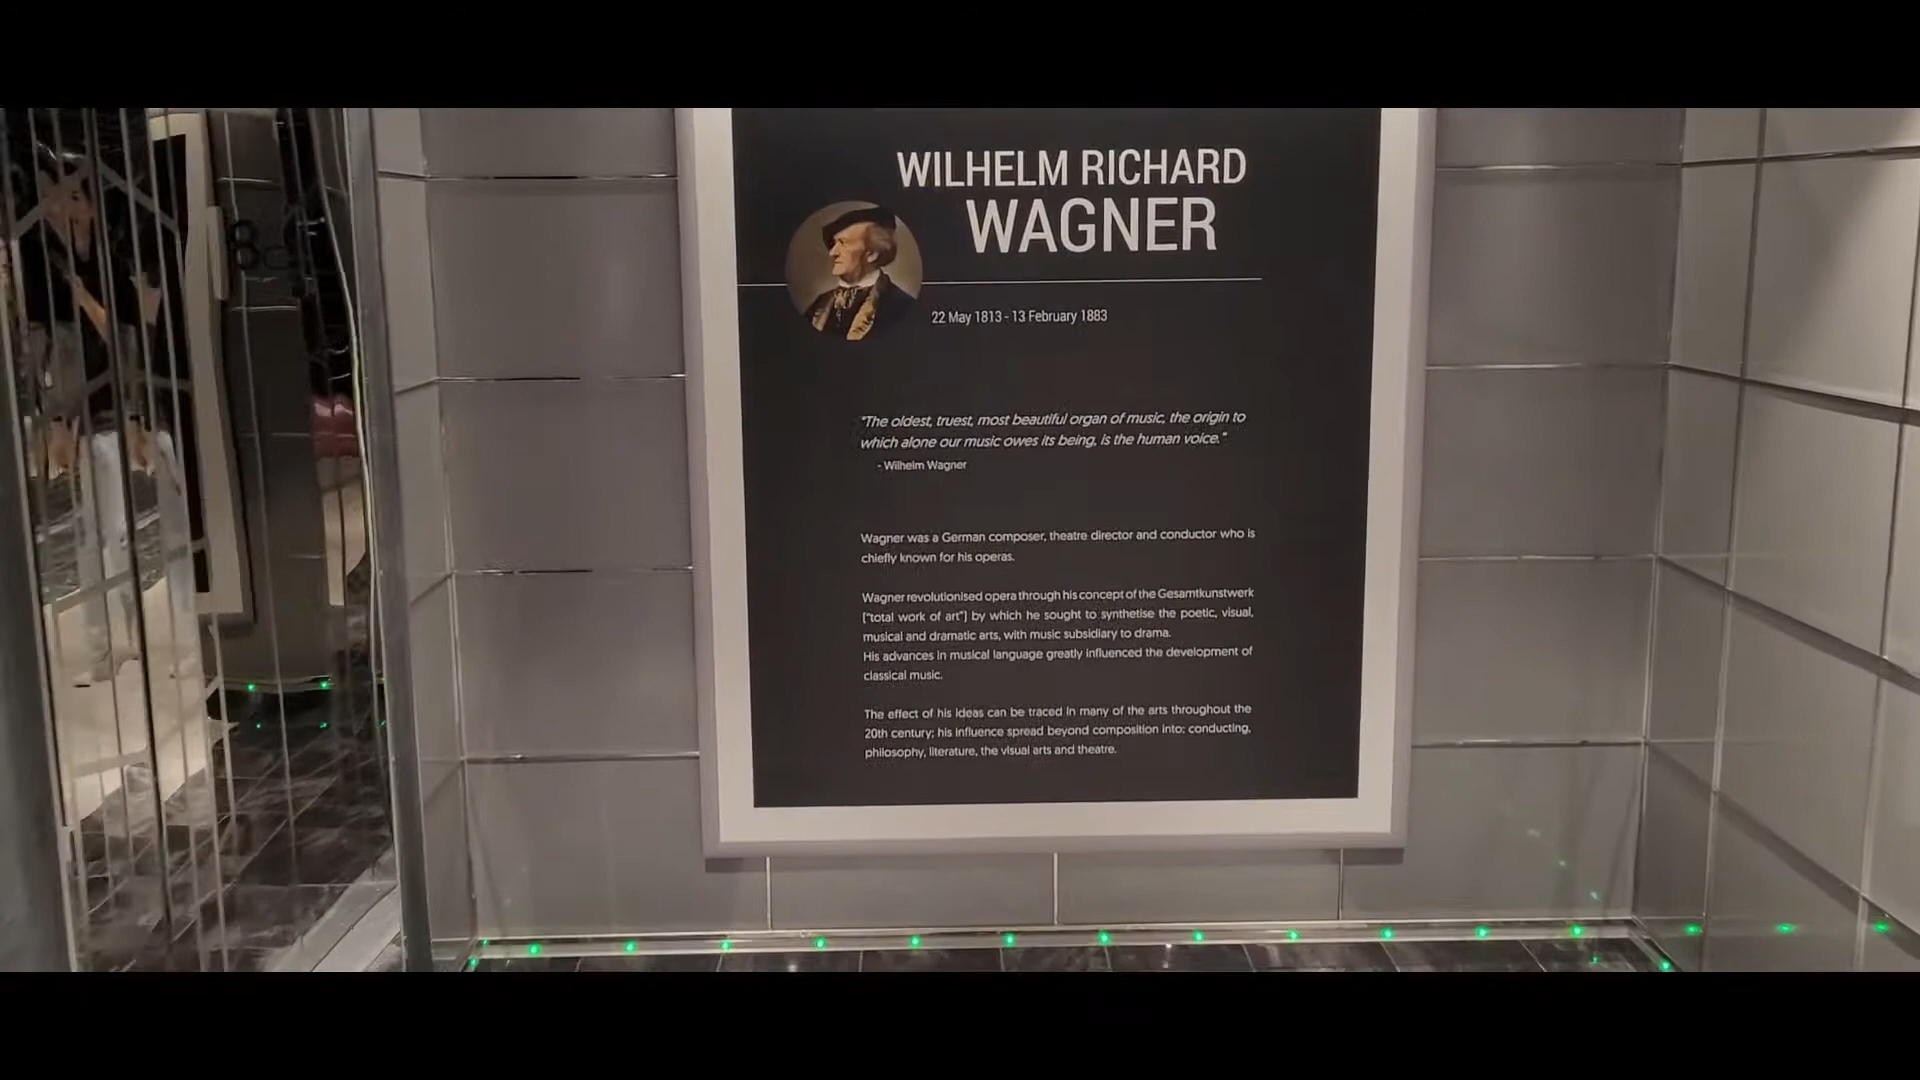 WILHELM RICHARD
WAGNER
22 May 1813 - 13 February 1883
"The oldest, truest, most beautiful organ of music, the origin to
which alone our music owes its being, is the human voice."
- Wilhelm Wagner
Wagner was a German composer, theatre director and conductor who is
chiefly known for his operas.
Wagner revolutionised opera through his concept of the Gesamtkunstwerk
("total work of art") by which he sought to synthesise the poetic, visual,
musical and dramatic arts, with music subsidiary to drama.
His advances in musical language greatly influenced the development of
classical music.
The effect of his ideas can be traced in many of the arts throughout the
20th century; his influence spread beyond composition into: conducting,
philosophy, literature, the visual arts and theatre.